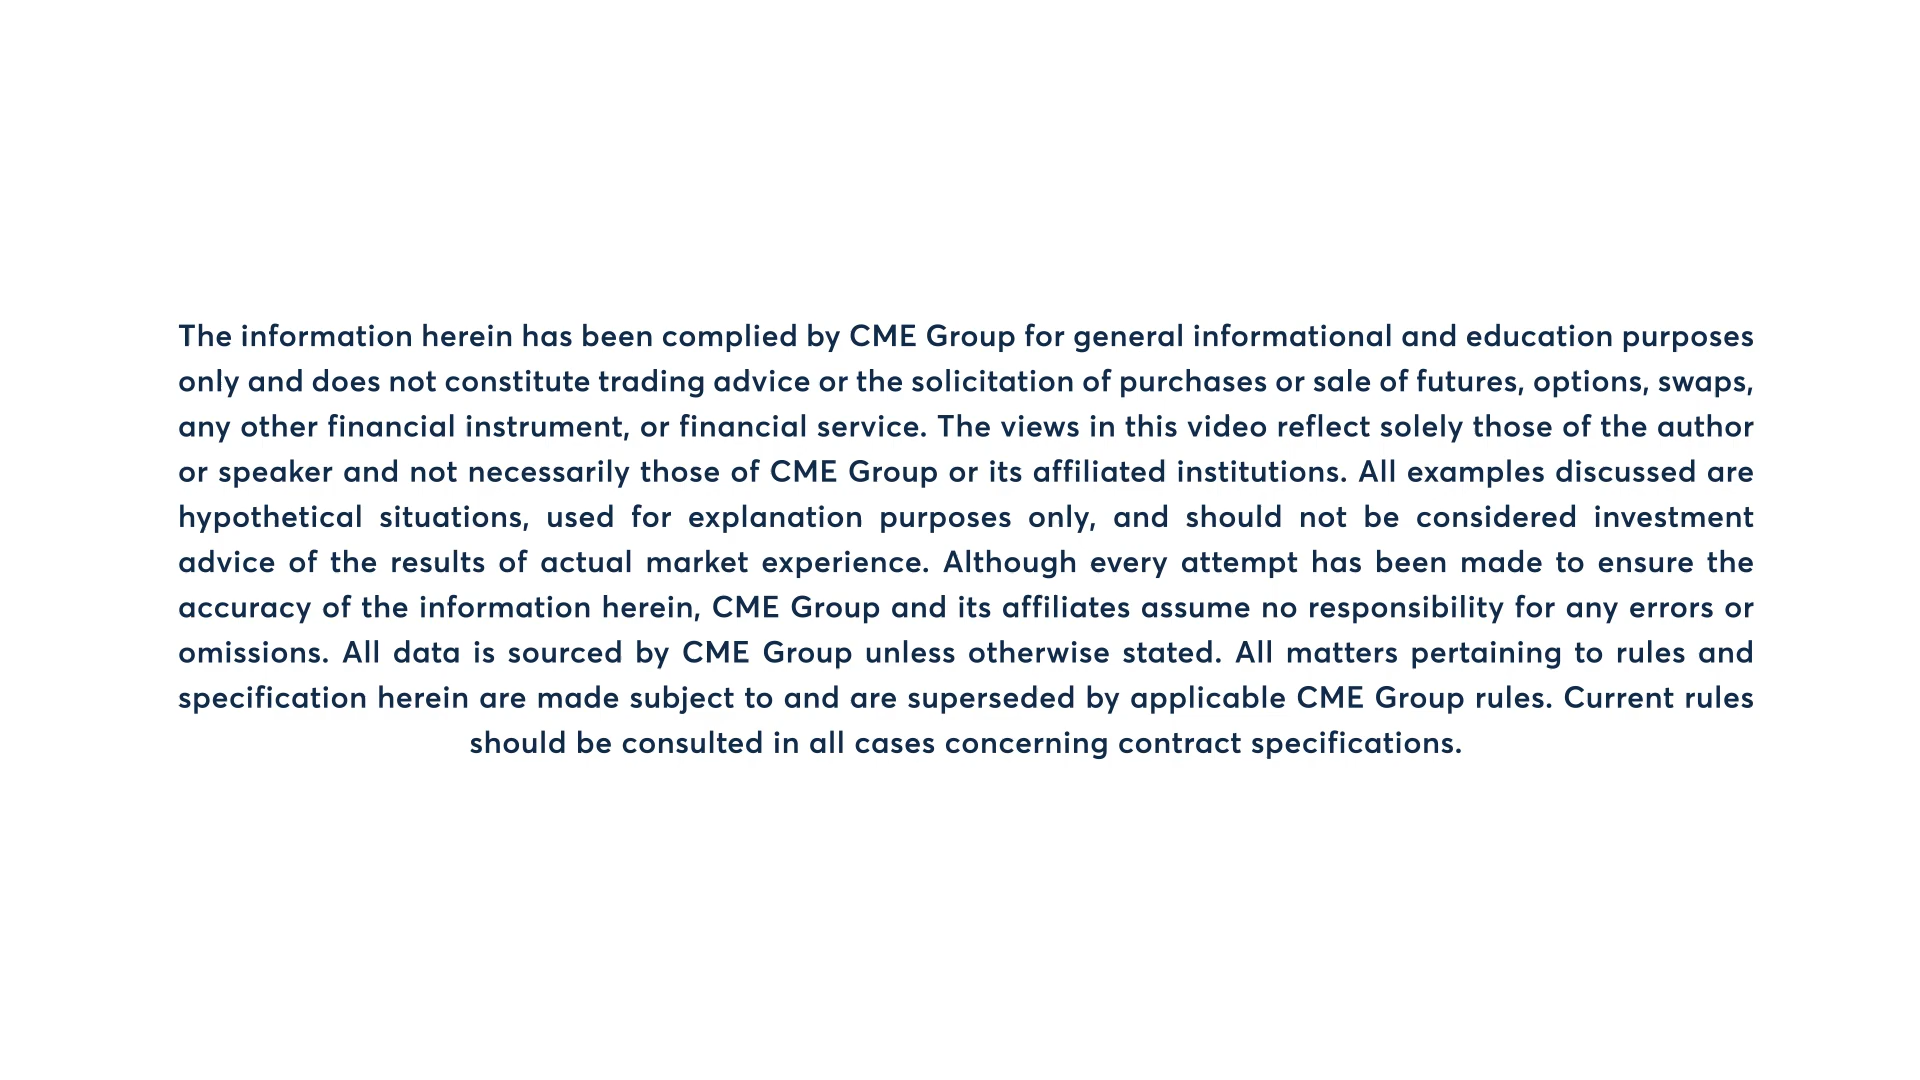 The information herein has been complied by CME Group for general informational and education purposes
only and does not constitute trading advice or the solicitation of purchases or sale of futures, options, swaps,
any other financial instrument, or financial service. The views in this video reflect solely those of the author
or speaker and not necessarily those of CME Group or its affiliated institutions. All examples discussed are
hypothetical situations, used for explanation purposes only, and should not be considered investment
advice of the results of actual market experience. Although every attempt has been made to ensure the
accuracy of the information herein, CME Group and its affiliates assume no responsibility for any errors or
omissions. All data is sourced by CME Group unless otherwise stated. All matters pertaining to rules and
specification herein are made subject to and are superseded by applicable CME Group rules. Current rules
should be consulted in all cases concerning contract specifications.